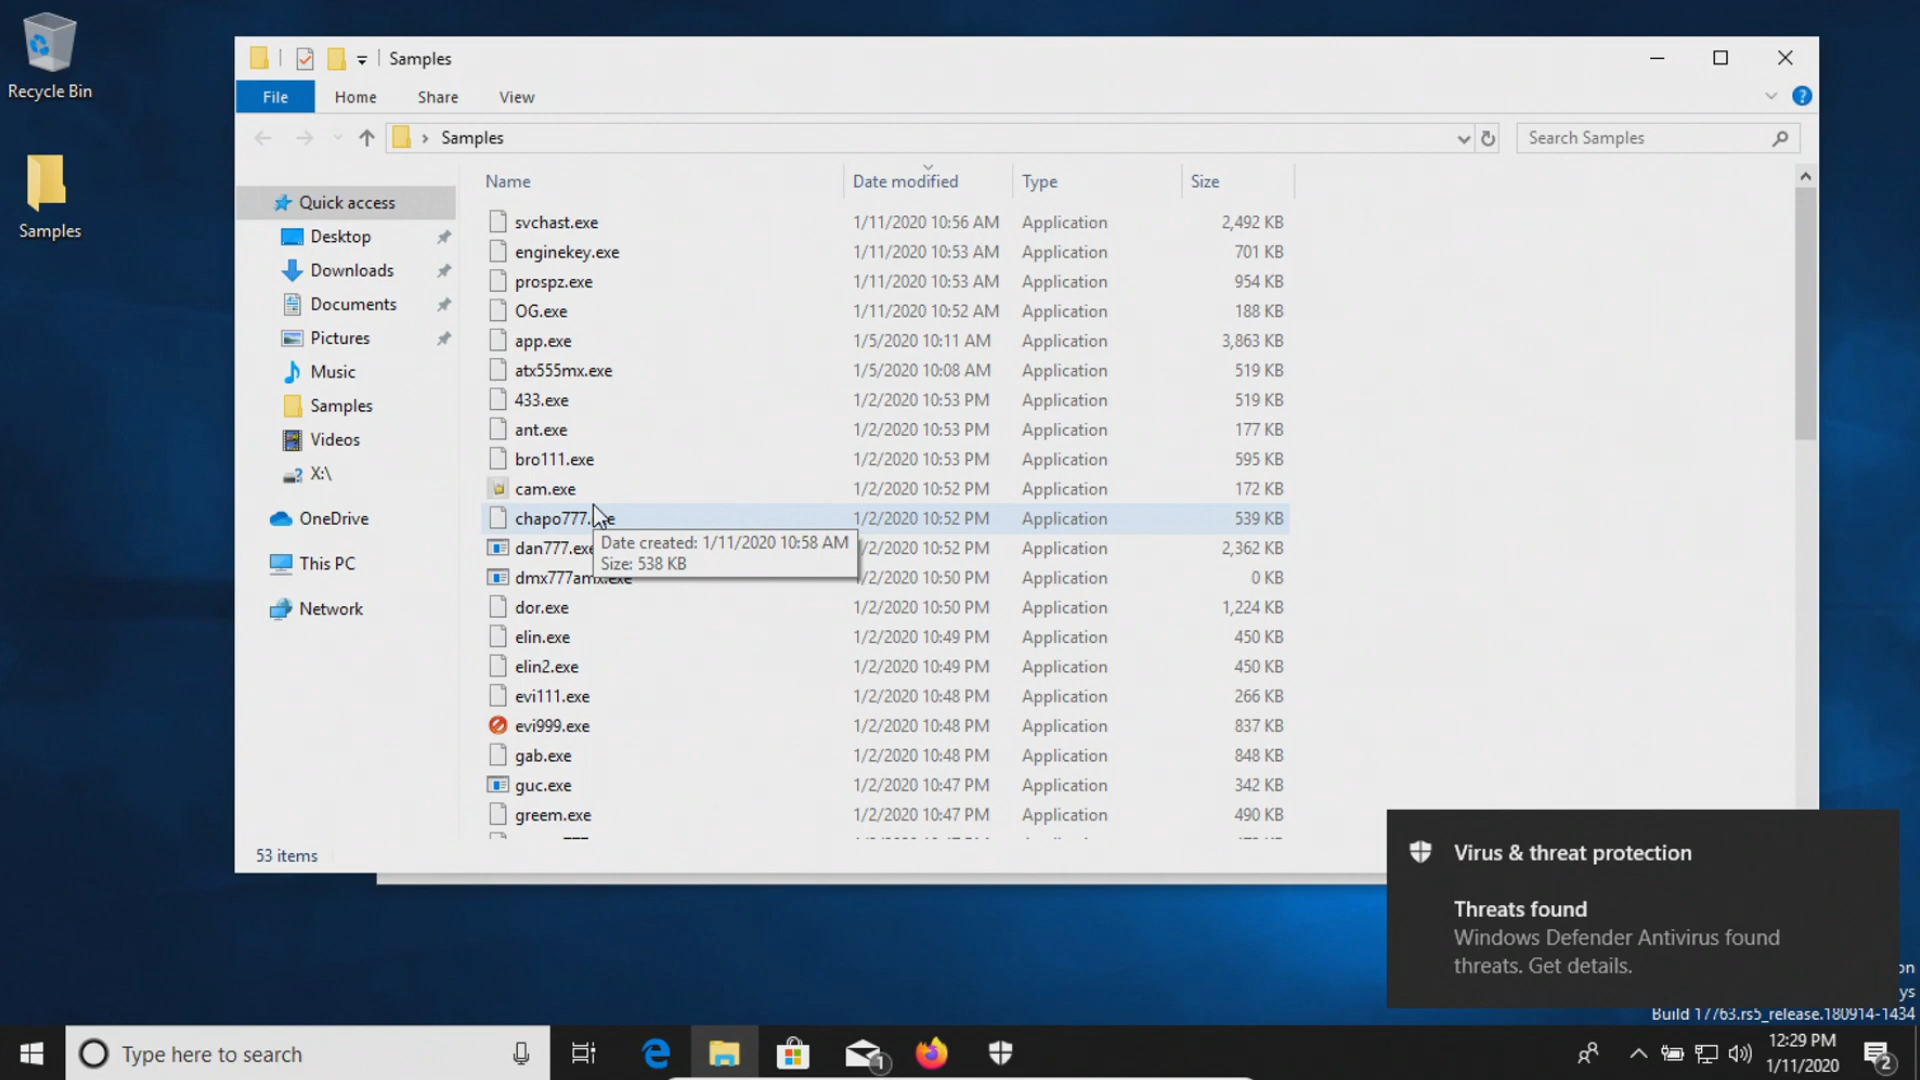 Recycle Bin
Samples
Samples
File Home Share View
Samples
Search Samples
Quick access
Desktop
Downloads
Documents
Pictures
Music
Samples
Videos
X:\
OneDrive
This PC
Network
Name Date modified Type Size
svchast.exe 1/11/2020 10:56 AM Application 2,492 KB
enginekey.exe 1/11/2020 10:53 AM Application 701 KB
prospz.exe 1/11/2020 10:53 AM Application 954 KB
OG.exe 1/11/2020 10:52 AM Application 188 KB
app.exe 1/5/2020 10:11 AM Application 3,863 KB
atx555mx.exe 1/5/2020 10:08 AM Application 519 KB
433.exe 1/2/2020 10:53 PM Application 519 KB
ant.exe 1/2/2020 10:53 PM Application 177 KB
bro111.exe 1/2/2020 10:53 PM Application 595 KB
cam.exe 1/2/2020 10:52 PM Application 172 KB
chapo777. 1/2/2020 10:52 PM Application 539 KB
dan777.exe /2/2020 10:52 PM Application 2,362 KB
Date created: 1/11/2020 10:58 AM
Size: 538 KB
dmx777amx.exe /2/2020 10:50 PM Application 0 KB
dor.exe 1/2/2020 10:50 PM Application 1,224 KB
elin.exe 1/2/2020 10:49 PM Application 450 KB
elin2.exe 1/2/2020 10:49 PM Application 450 KB
evi111.exe 1/2/2020 10:48 PM Application 266 KB
evi999.exe 1/2/2020 10:48 PM Application 837 KB
gab.exe 1/2/2020 10:48 PM Application 848 KB
guc.exe 1/2/2020 10:47 PM Application 342 KB
greem.exe 1/2/2020 10:47 PM Application 490 KB
53 items
Virus & threat protection
Threats found
Windows Defender Antivirus found
threats. Get details.
on
ys
Build 17763.rs5_release.180914-1434
Type here to search
1
12:29 PM
1/11/2020
2